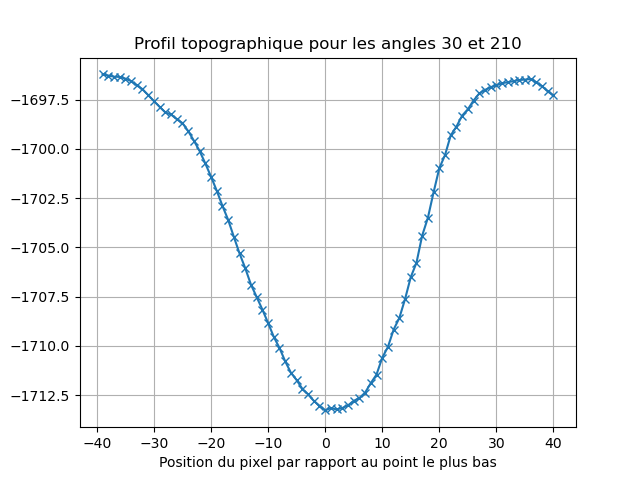 Profil topographique pour les angles 30 et 210
−1697.5
−1700.0
−1702.5
−1705.0
−1707.5
−1710.0
−1712.5
−40 −30 −20 −10 0 10 20 30 40
Position du pixel par rapport au point le plus bas